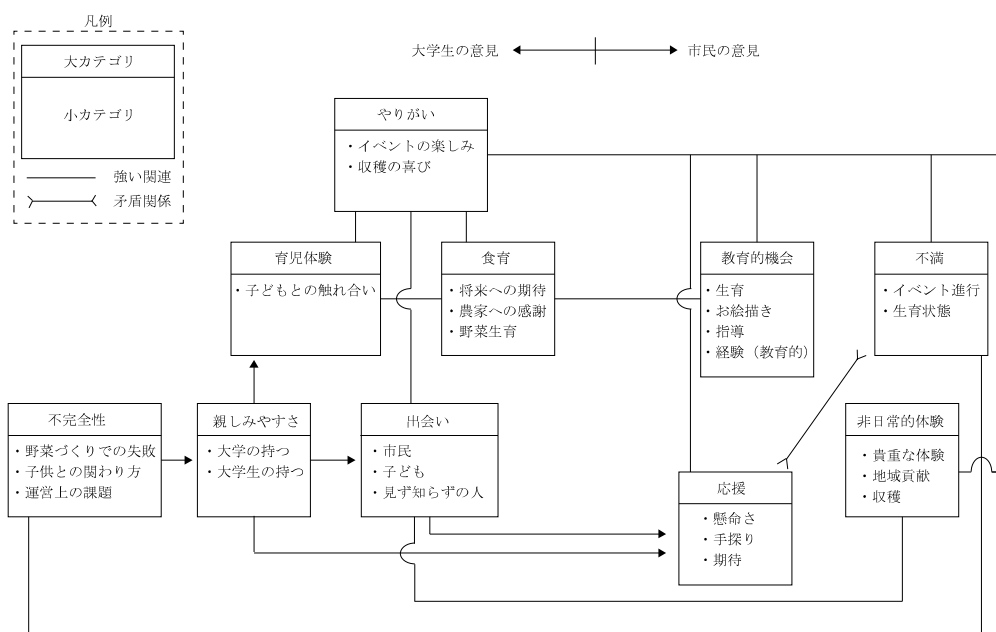 凡例
大カテゴリ
小カテゴリ
強い関連
矛盾関係
大学生の意見
市民の意見
やりがい
・イベントの楽しみ
・収穫の喜び
育児体験
・子どもとの触れ合い
食育
・将来への期待
・農家への感謝
・野菜生育
教育的機会
・生育
・お絵描き
・指導
・経験（教育的）
不満
・イベント進行
・生育状態
不完全性
・野菜づくりでの失敗
・子供との関わり方
・運営上の課題
親しみやすさ
・大学の持つ
・大学生の持つ
出会い
・市民
・子ども
・見ず知らずの人
応援
・懸命さ
・手探り
・期待
非日常的体験
・貴重な体験
・地域貢献
・収穫